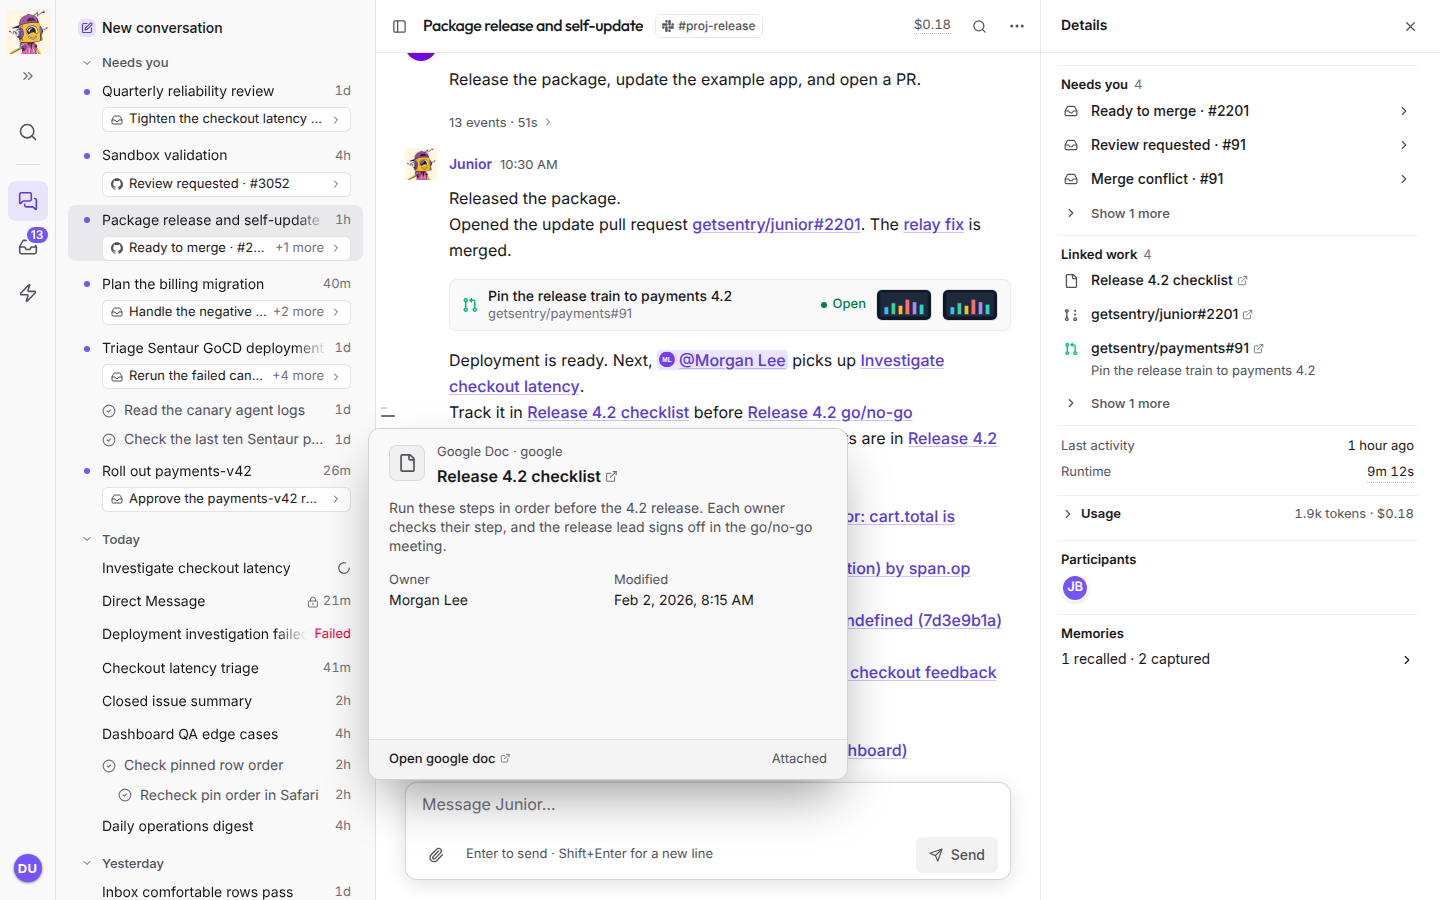 New conversation
Needs you
Quarterly reliability review 1d
Tighten the checkout latency ...
Sandbox validation 4h
Review requested · #3052
Package release and self-update 1h
Ready to merge · #2... +1 more
Plan the billing migration 40m
Handle the negative ... +2 more
Triage Sentaur GoCD deployment 1d
Rerun the failed can... +4 more
Read the canary agent logs 1d
Check the last ten Sentaur p... 1d
Roll out payments-v42 26m
Approve the payments-v42 r...
Today
Investigate checkout latency
Direct Message 21m
Deployment investigation failed Failed
Checkout latency triage 41m
Closed issue summary 2h
Dashboard QA edge cases 4h
Check pinned row order 2h
Recheck pin order in Safari 2h
Daily operations digest 4h
Yesterday
Inbox comfortable rows pass 1d
13
DU
Package release and self-update #proj-release $0.18
Release the package, update the example app, and open a PR.
13 events · 51s
Junior 10:30 AM
Released the package.
Opened the update pull request getsentry/junior#2201. The relay fix is
merged.
Pin the release train to payments 4.2
getsentry/payments#91
Open
Deployment is ready. Next, ML @Morgan Lee picks up Investigate
checkout latency.
Track it in Release 4.2 checklist before Release 4.2 go/no-go
ts are in Release 4.2
or: cart.total is
tion) by span.op
ndefined (7d3e9b1a)
checkout feedback
hboard)
Google Doc · google
Release 4.2 checklist
Run these steps in order before the 4.2 release. Each owner
checks their step, and the release lead signs off in the go/no-go
meeting.
Owner Modified
Morgan Lee Feb 2, 2026, 8:15 AM
Open google doc Attached
Message Junior...
Enter to send · Shift+Enter for a new line Send
Details
Needs you 4
Ready to merge · #2201
Review requested · #91
Merge conflict · #91
Show 1 more
Linked work 4
Release 4.2 checklist
getsentry/junior#2201
getsentry/payments#91
Pin the release train to payments 4.2
Show 1 more
Last activity 1 hour ago
Runtime 9m 12s
Usage 1.9k tokens · $0.18
Participants
JB
Memories
1 recalled · 2 captured